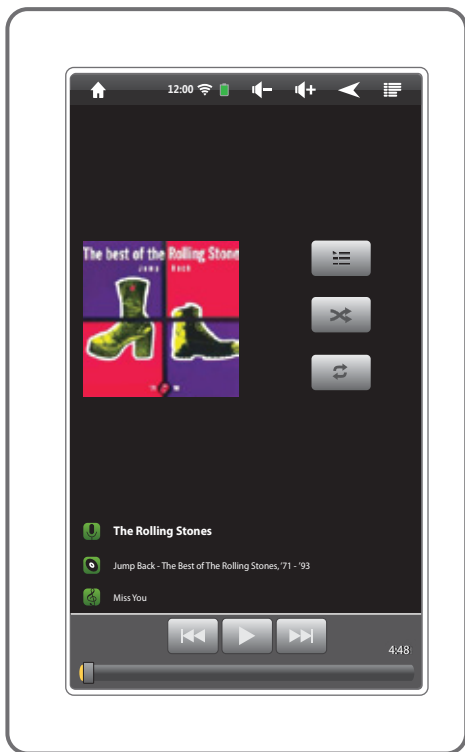 12:00
The best of the Rolling Stone
Jump Back
The Rolling Stones
Jump Back - The Best of The Rolling Stones, '71 - '93
Miss You
4:48